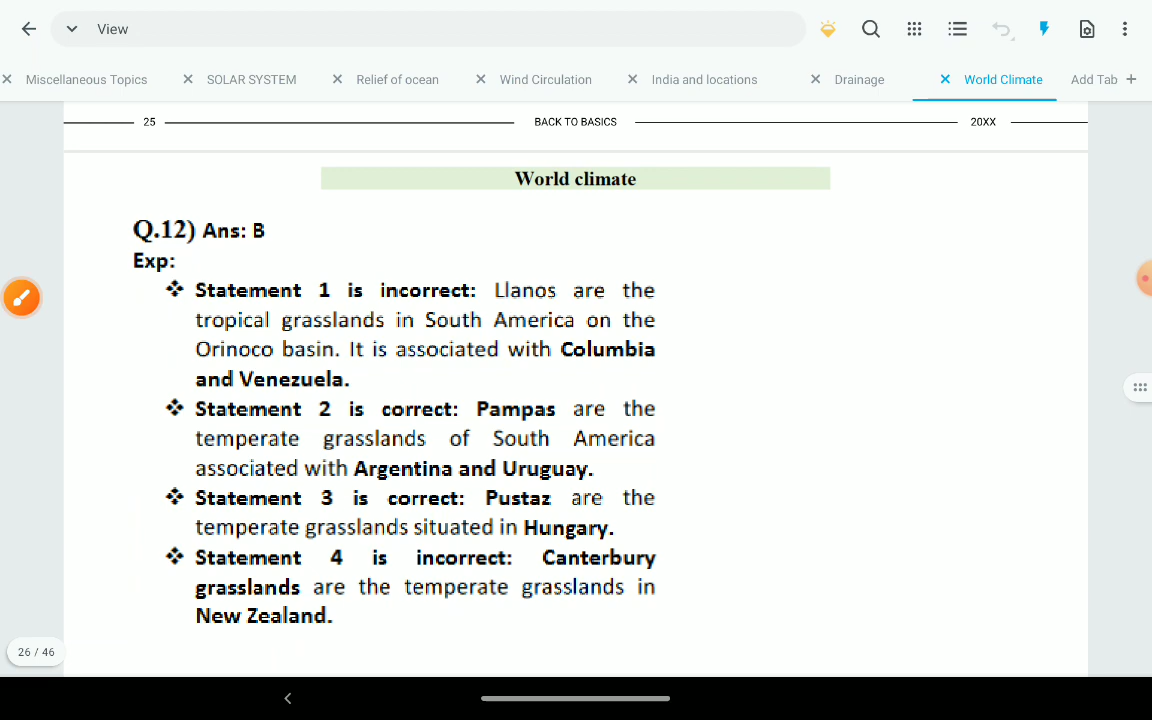 View
Miscellaneous Topics SOLAR SYSTEM Relief of ocean Wind Circulation India and locations Drainage World Climate Add Tab
25 BACK TO BASICS 20XX
World climate
Q.12) Ans: B
Exp:
❖ Statement 1 is incorrect: Llanos are the
tropical grasslands in South America on the
Orinoco basin. It is associated with Columbia
and Venezuela.
❖ Statement 2 is correct: Pampas are the
temperate grasslands of South America
associated with Argentina and Uruguay.
❖ Statement 3 is correct: Pustaz are the
temperate grasslands situated in Hungary.
❖ Statement 4 is incorrect: Canterbury
grasslands are the temperate grasslands in
New Zealand.
26 / 46